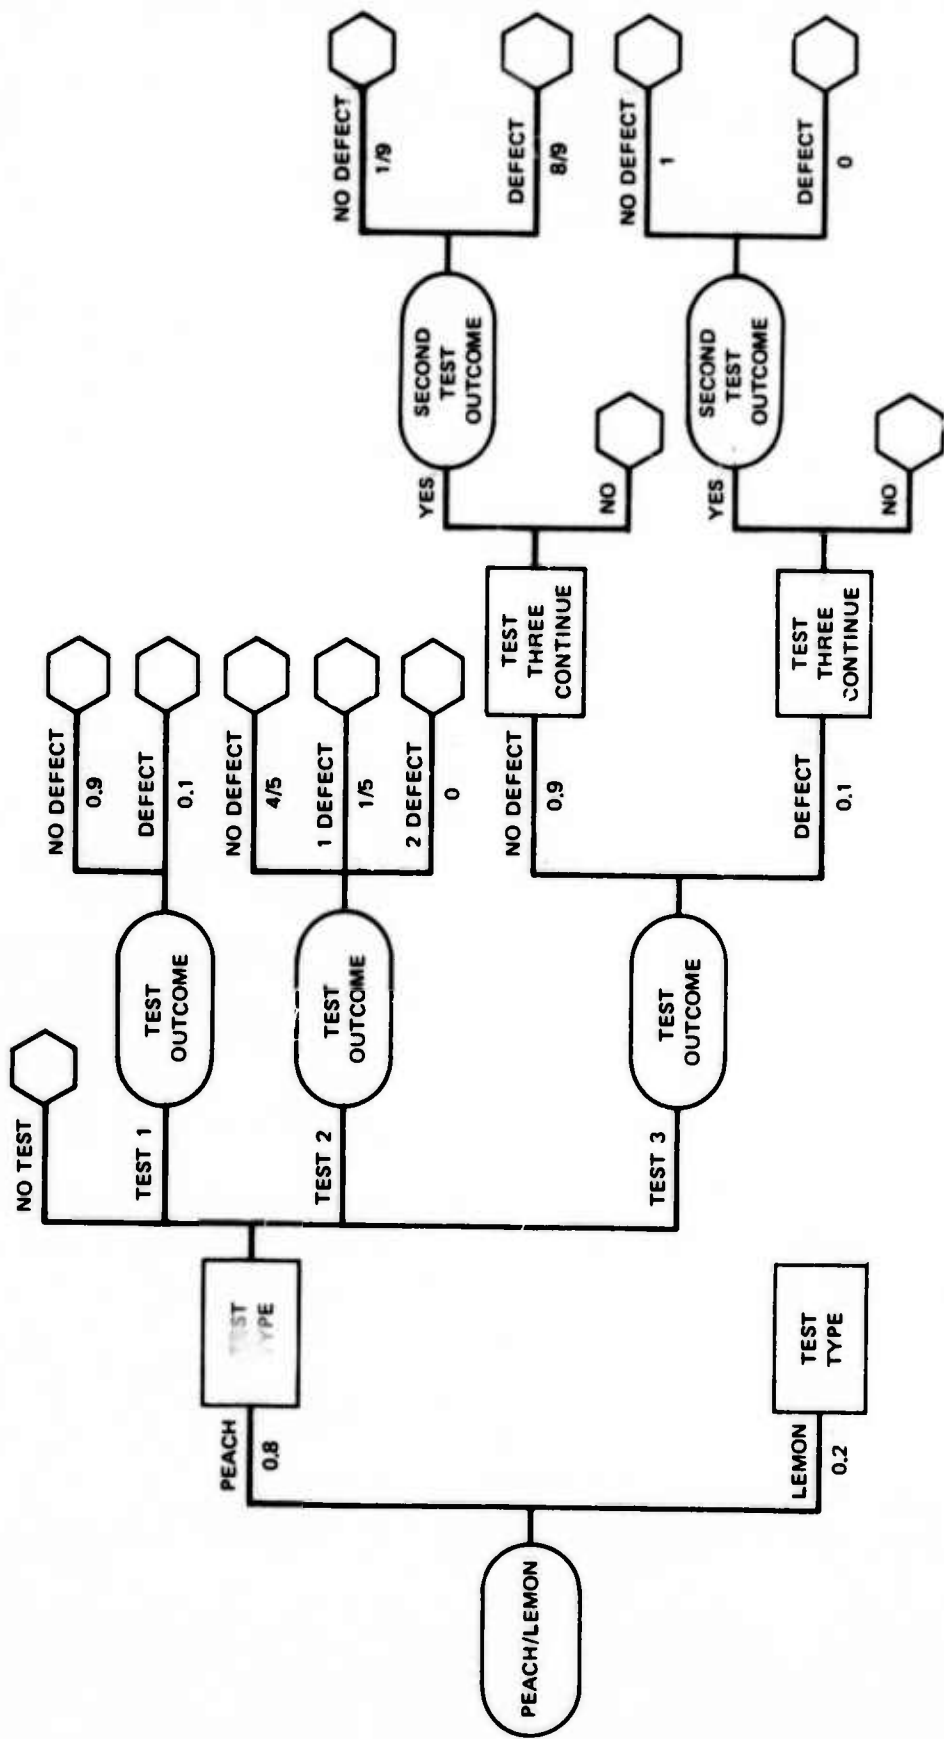 PEACH/LEMON
PEACH
0.8
LEMON
0.2
TEST
TYPE
TEST
TYPE
NO TEST
TEST 1
TEST 2
TEST 3
TEST
OUTCOME
TEST
OUTCOME
TEST
OUTCOME
NO DEFECT
0.9
DEFECT
0.1
NO DEFECT
4/5
1 DEFECT
1/5
2 DEFECT
0
NO DEFECT
0.9
DEFECT
0.1
TEST
THREE
CONTINUE
TEST
THREE
CONTINUE
YES
NO
YES
NO
SECOND
TEST
OUTCOME
SECOND
TEST
OUTCOME
NO DEFECT
1/9
DEFECT
8/9
NO DEFECT
1
DEFECT
0